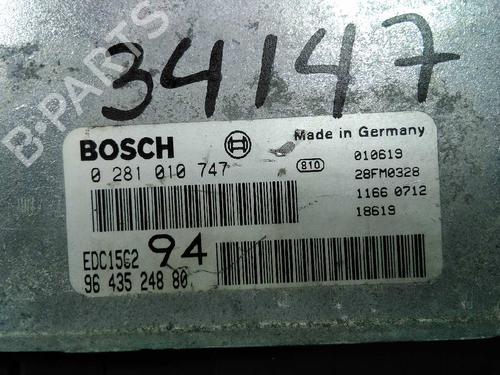 34147
B-PARTS
BOSCH
Made in Germany
0 281 010 747
810
010619
28FM0328
1166 0712
18619
EDC15G2 94
96 435 248 80